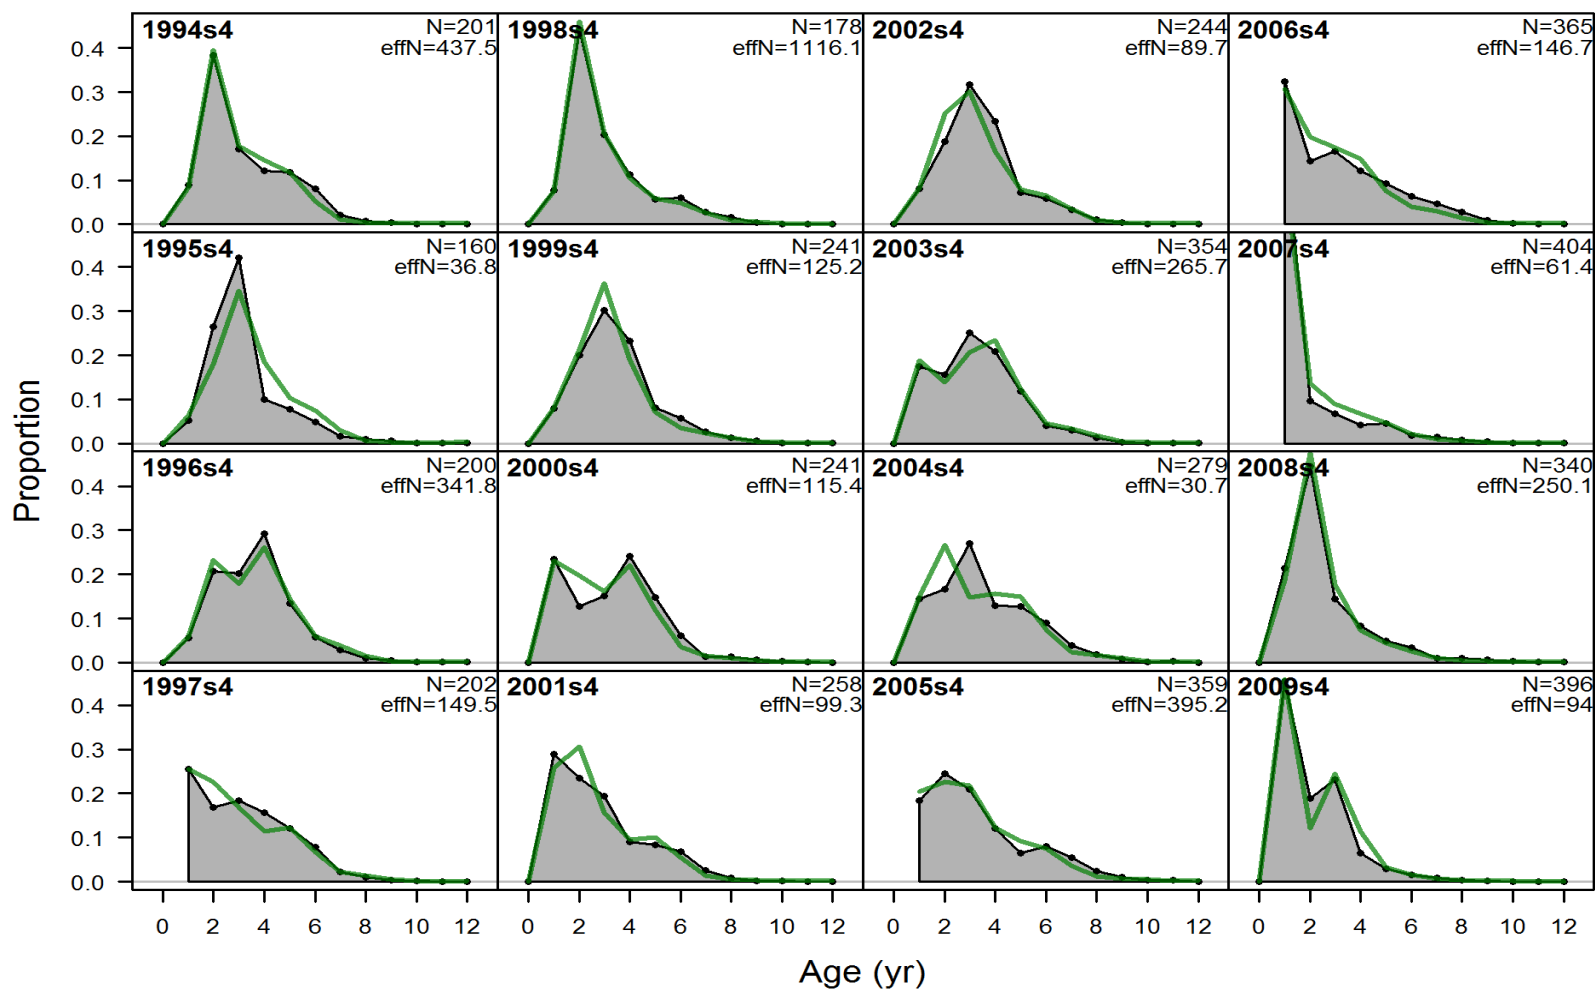 1994s4 N=201
effN=437.5
1998s4 N=178
effN=1116.1
2002s4 N=244
effN=89.7
2006s4 N=365
effN=146.7
0.4
0.3
0.2
0.1
0.0
1995s4 N=160
effN=36.8
1999s4 N=241
effN=125.2
2003s4 N=354
effN=265.7
2007s4 N=404
effN=61.4
0.4
0.3
0.2
0.1
0.0
1996s4 N=200
effN=341.8
2000s4 N=241
effN=115.4
2004s4 N=279
effN=30.7
2008s4 N=340
effN=250.1
0.4
0.3
0.2
0.1
0.0
1997s4 N=202
effN=149.5
2001s4 N=258
effN=99.3
2005s4 N=359
effN=395.2
2009s4 N=396
effN=94
0.4
0.3
0.2
0.1
0.0
Proportion
0 2 4 6 8 10 12 0 2 4 6 8 10 12 0 2 4 6 8 10 12 0 2 4 6 8 10 12
Age (yr)